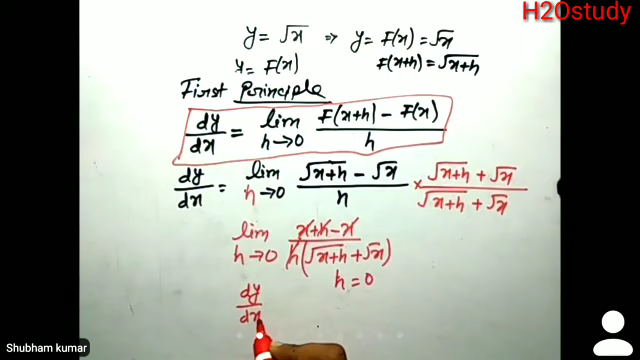 H2Ostudy
y = √x ⇒ y = F(x) = √x
y = F(x) F(x+h) = √x+h
First Principle
dy/dx = lim h→0 F(x+h) - F(x) / h
dy/dx = lim h→0 √x+h - √x / h × √x+h + √x / √x+h + √x
lim h→0 x+h-x / h(√x+h + √x)
h = 0
dy/dx
Shubham kumar